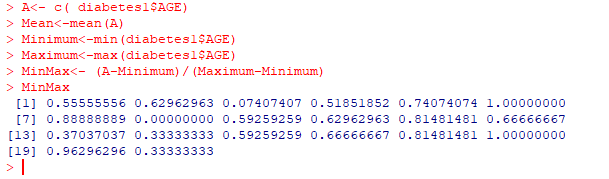 > A<- c( diabetes1$AGE)
> Mean<-mean(A)
> Minimum<-min(diabetes1$AGE)
> Maximum<-max(diabetes1$AGE)
> MinMax<- (A-Minimum)/(Maximum-Minimum)
> MinMax
[1] 0.55555556 0.62962963 0.07407407 0.51851852 0.74074074 1.00000000
[7] 0.88888889 0.00000000 0.59259259 0.62962963 0.81481481 0.66666667
[13] 0.37037037 0.33333333 0.59259259 0.66666667 0.81481481 1.00000000
[19] 0.96296296 0.33333333
>